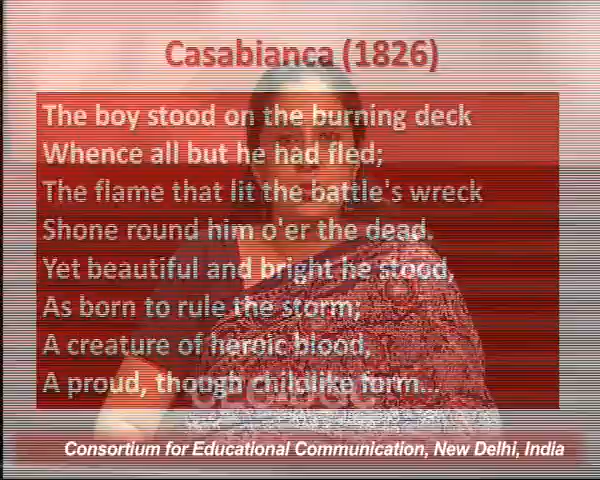 Casabianca (1826)
The boy stood on the burning deck
Whence all but he had fled;
The flame that lit the battle's wreck
Shone round him o'er the dead.
Yet beautiful and bright he stood,
As born to rule the storm;
A creature of heroic blood,
A proud, though childlike form...
Consortium for Educational Communication, New Delhi, India